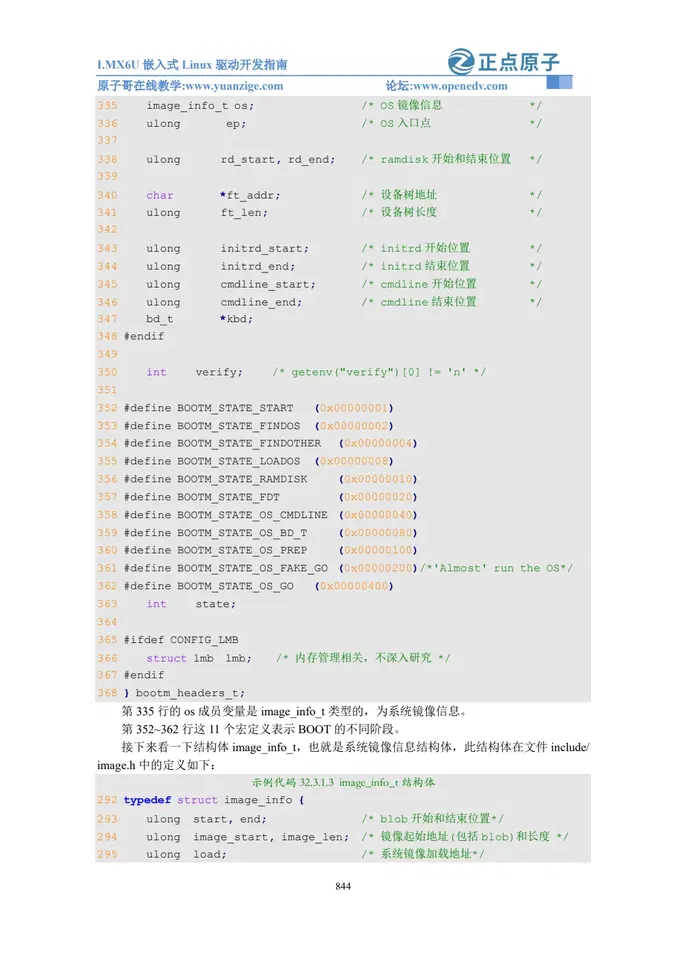 I.MX6U 嵌入式 Linux 驱动开发指南
正点原子
原子哥在线教学:www.yuanzige.com 论坛:www.openedv.com
335 image_info_t os; /* OS 镜像信息 */
336 ulong ep; /* OS 入口点 */
337
338 ulong rd_start, rd_end; /* ramdisk 开始和结束位置 */
339
340 char *ft_addr; /* 设备树地址 */
341 ulong ft_len; /* 设备树长度 */
342
343 ulong initrd_start; /* initrd 开始位置 */
344 ulong initrd_end; /* initrd 结束位置 */
345 ulong cmdline_start; /* cmdline 开始位置 */
346 ulong cmdline_end; /* cmdline 结束位置 */
347 bd_t *kbd;
348 #endif
349
350 int verify; /* getenv("verify")[0] != 'n' */
351
352 #define BOOTM_STATE_START (0x00000001)
353 #define BOOTM_STATE_FINDOS (0x00000002)
354 #define BOOTM_STATE_FINDOTHER (0x00000004)
355 #define BOOTM_STATE_LOADOS (0x00000008)
356 #define BOOTM_STATE_RAMDISK (0x00000010)
357 #define BOOTM_STATE_FDT (0x00000020)
358 #define BOOTM_STATE_OS_CMDLINE (0x00000040)
359 #define BOOTM_STATE_OS_BD_T (0x00000080)
360 #define BOOTM_STATE_OS_PREP (0x00000100)
361 #define BOOTM_STATE_OS_FAKE_GO (0x00000200)/*'Almost' run the OS*/
362 #define BOOTM_STATE_OS_GO (0x00000400)
363 int state;
364
365 #ifdef CONFIG_LMB
366 struct lmb lmb; /* 内存管理相关，不深入研究 */
367 #endif
368 } bootm_headers_t;
第 335 行的 os 成员变量是 image_info_t 类型的，为系统镜像信息。
第 352~362 行这 11 个宏定义表示 BOOT 的不同阶段。
接下来看一下结构体 image_info_t，也就是系统镜像信息结构体，此结构体在文件 include/
image.h 中的定义如下：
示例代码 32.3.1.3 image_info_t 结构体
292 typedef struct image_info {
293 ulong start, end; /* blob 开始和结束位置*/
294 ulong image_start, image_len; /* 镜像起始地址(包括 blob)和长度 */
295 ulong load; /* 系统镜像加载地址*/
844